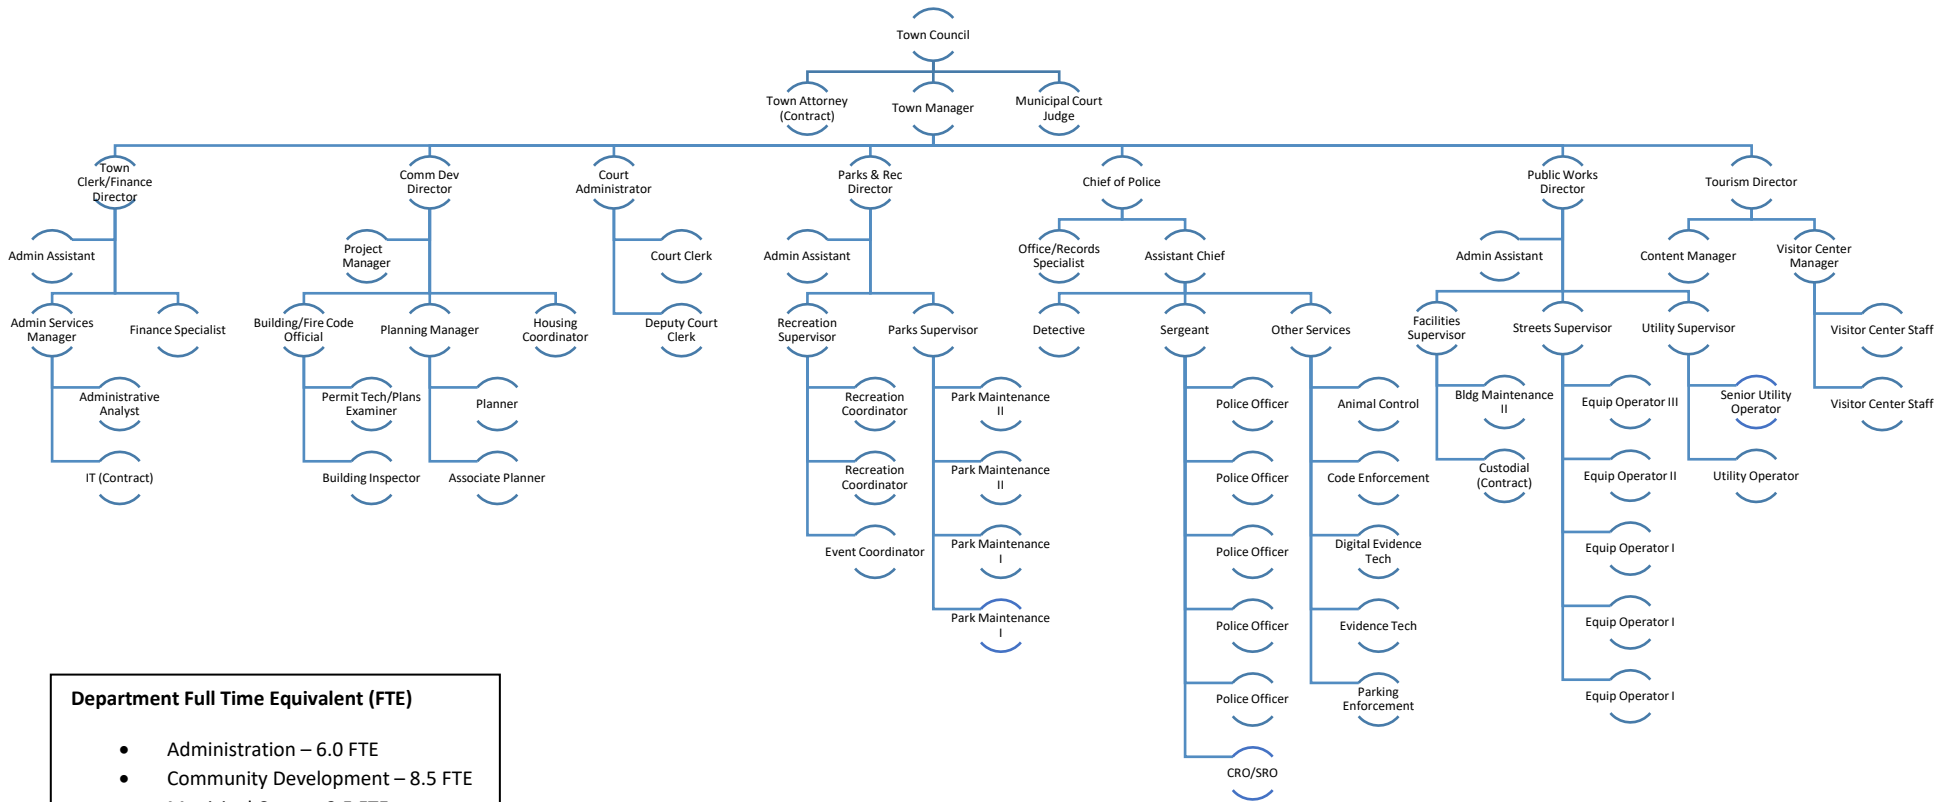 Town Council
Town Attorney
(Contract)
Town Manager
Municipal Court
Judge
Town
Clerk/Finance
Director
Comm Dev
Director
Court
Administrator
Parks & Rec
Director
Chief of Police
Public Works
Director
Tourism Director
Admin Assistant
Project
Manager
Court Clerk
Admin Assistant
Office/Records
Specialist
Assistant Chief
Admin Assistant
Content Manager
Visitor Center
Manager
Admin Services
Manager
Finance Specialist
Building/Fire Code
Official
Planning Manager
Housing
Coordinator
Deputy Court
Clerk
Recreation
Supervisor
Parks Supervisor
Detective
Sergeant
Other Services
Facilities
Supervisor
Streets Supervisor
Utility Supervisor
Visitor Center Staff
Administrative
Analyst
Permit Tech/Plans
Examiner
Planner
Recreation
Coordinator
Park Maintenance
II
Police Officer
Animal Control
Bldg Maintenance
II
Equip Operator III
Senior Utility
Operator
Visitor Center Staff
IT (Contract)
Building Inspector
Associate Planner
Recreation
Coordinator
Park Maintenance
II
Police Officer
Code Enforcement
Custodial
(Contract)
Equip Operator II
Utility Operator
Event Coordinator
Park Maintenance
I
Police Officer
Digital Evidence
Tech
Equip Operator I
Park Maintenance
I
Police Officer
Evidence Tech
Equip Operator I
Police Officer
Parking
Enforcement
Equip Operator I
CRO/SRO
Department Full Time Equivalent (FTE)
• Administration – 6.0 FTE
• Community Development – 8.5 FTE